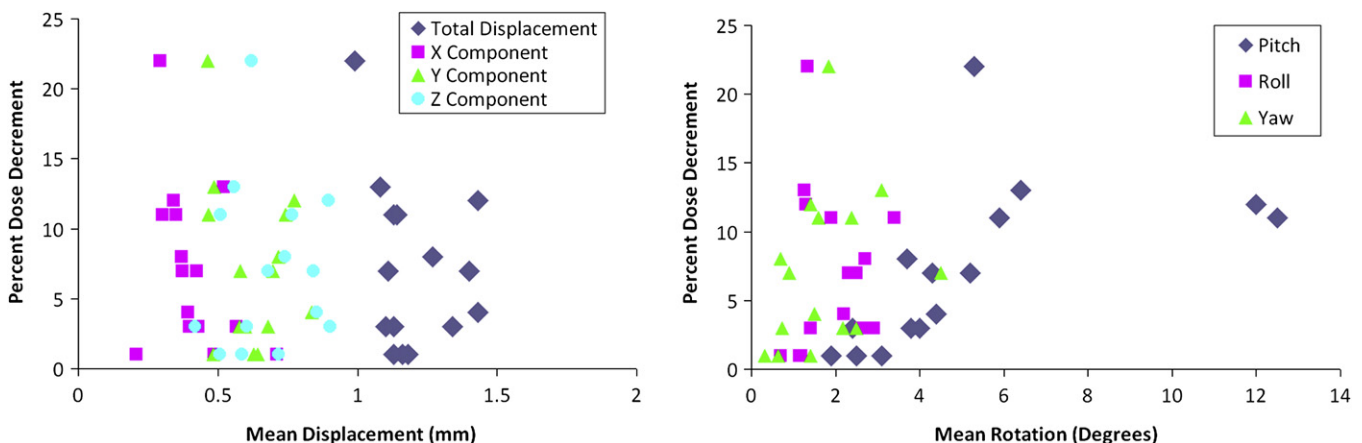 25
20
15
10
5
0
Percent Dose Decrement
0
0.5
1
1.5
2
Mean Displacement (mm)
Total Displacement
X Component
Y Component
Z Component
25
20
15
10
5
0
Percent Dose Decrement
0
2
4
6
8
10
12
14
Mean Rotation (Degrees)
Pitch
Roll
Yaw